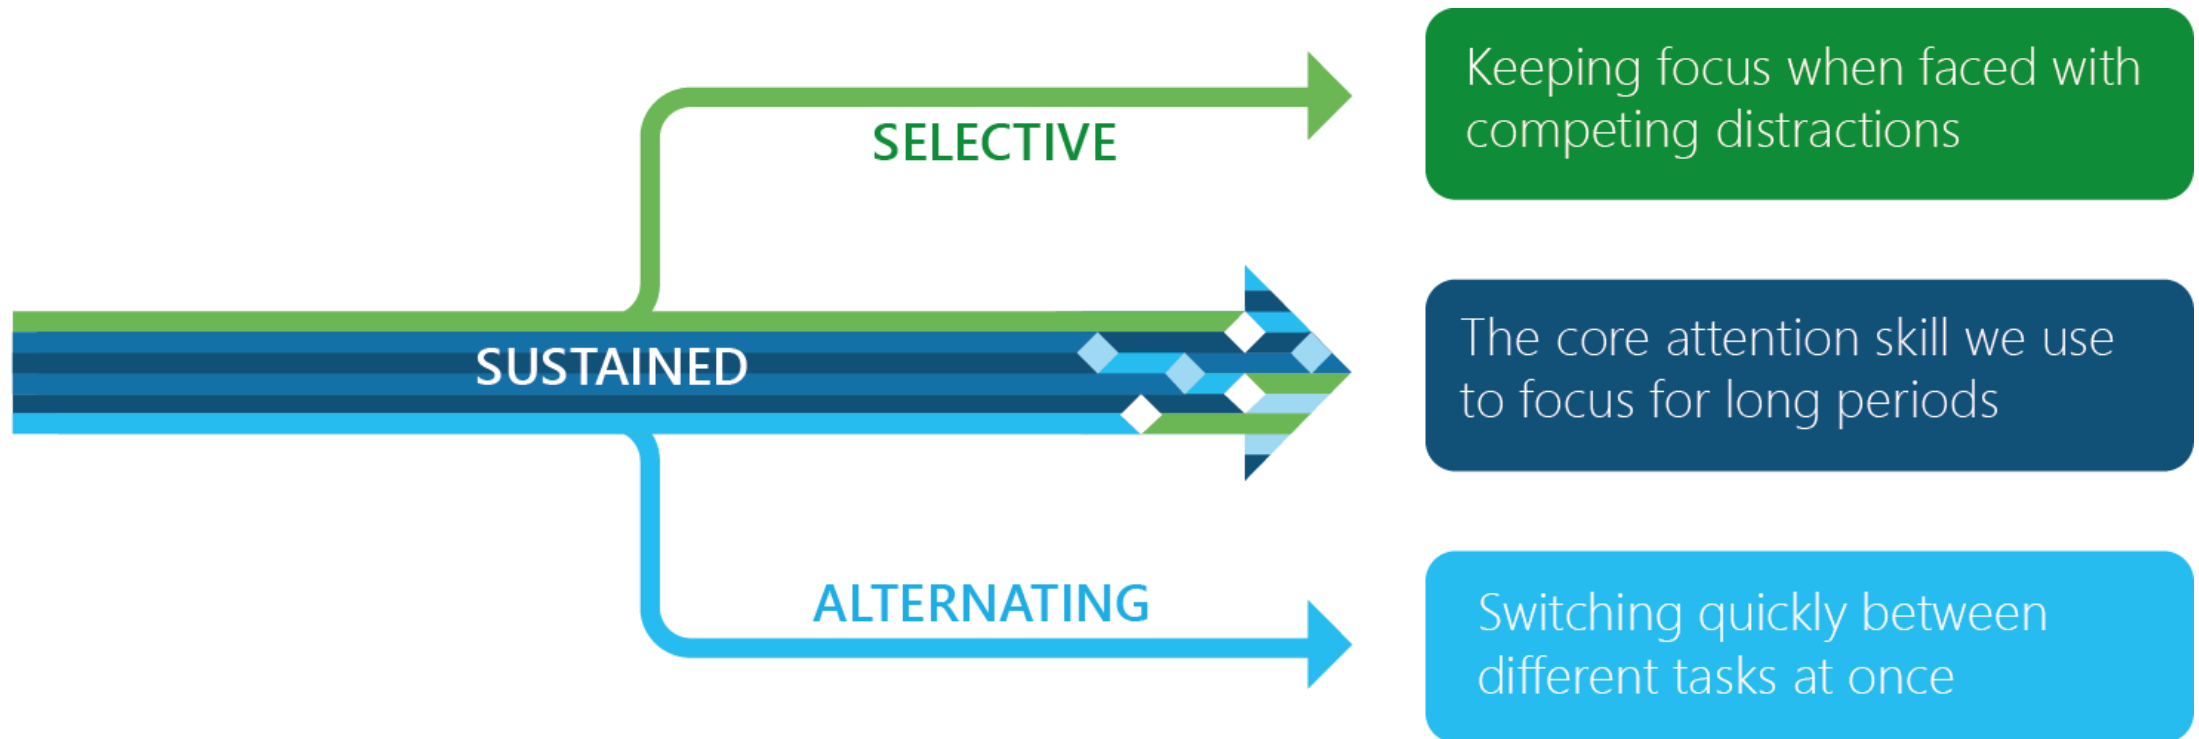 SELECTIVE
Keeping focus when faced with
competing distractions
SUSTAINED
The core attention skill we use
to focus for long periods
ALTERNATING
Switching quickly between
different tasks at once